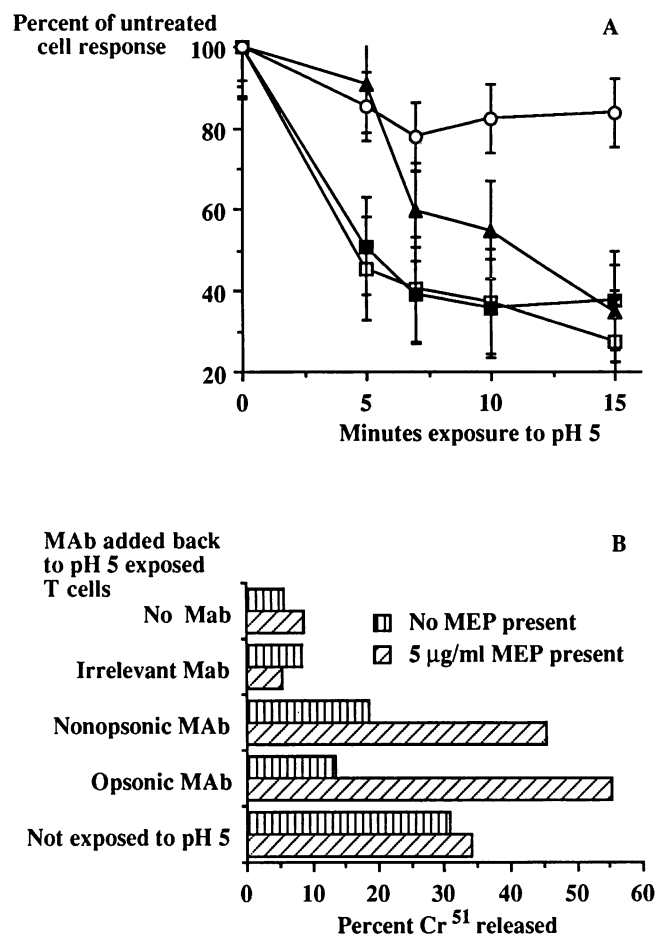 Percent of untreated
cell response
A
100
80
60
40
20
0
5
10
15
Minutes exposure to pH 5
MAb added back
to pH 5 exposed
T cells
B
No Mab
Irrelevant Mab
Nonopsonic MAb
Opsonic MAb
Not exposed to pH 5
No MEP present
5 µg/ml MEP present
0
10
20
30
40
50
60
Percent Cr 51 released